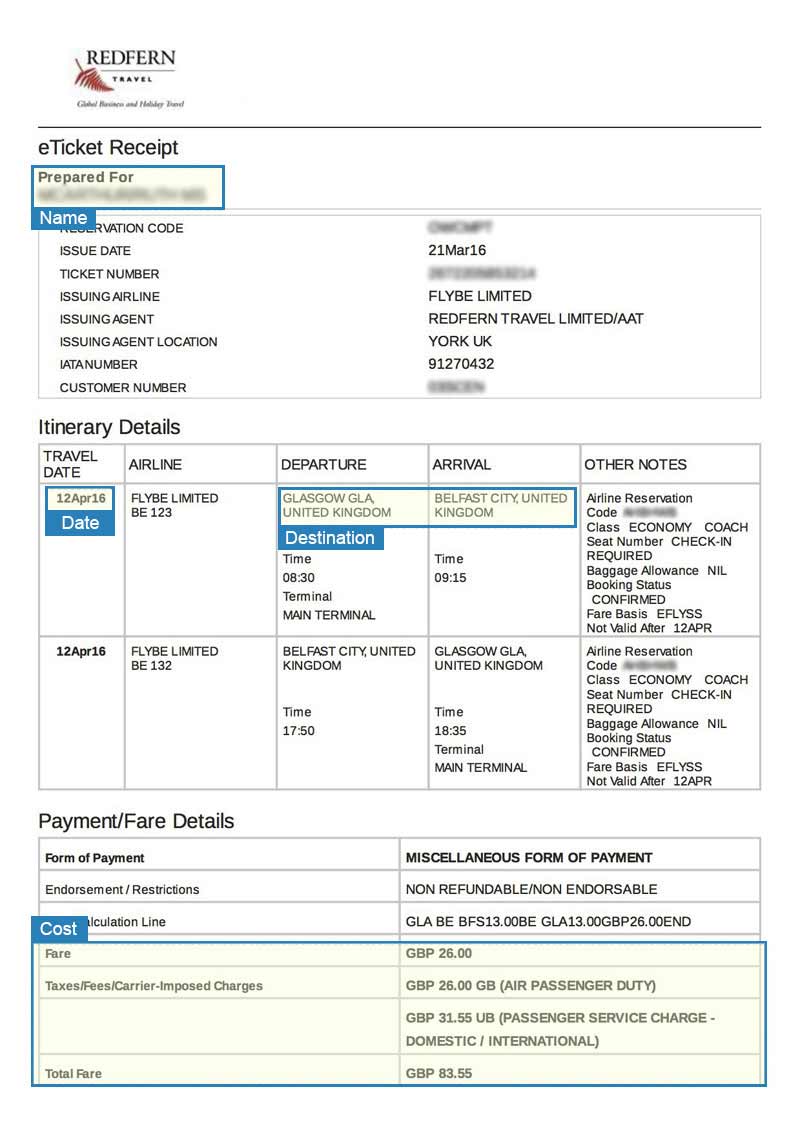 REDFERN
TRAVEL
Global Business and Holiday Travel
eTicket Receipt
Prepared For
Name
RESERVATION CODE
ISSUE DATE 21Mar16
TICKET NUMBER
ISSUING AIRLINE FLYBE LIMITED
ISSUING AGENT REDFERN TRAVEL LIMITED/AAT
ISSUING AGENT LOCATION YORK UK
IATA NUMBER 91270432
CUSTOMER NUMBER
Itinerary Details
TRAVEL DATE AIRLINE DEPARTURE ARRIVAL OTHER NOTES
12Apr16
Date
FLYBE LIMITED
BE 123
GLASGOW GLA,
UNITED KINGDOM
Destination
Time
08:30
Terminal
MAIN TERMINAL
BELFAST CITY, UNITED
KINGDOM
Time
09:15
Airline Reservation
Code
Class ECONOMY COACH
Seat Number CHECK-IN
REQUIRED
Baggage Allowance NIL
Booking Status
CONFIRMED
Fare Basis EFLYSS
Not Valid After 12APR
12Apr16
FLYBE LIMITED
BE 132
BELFAST CITY, UNITED
KINGDOM
Time
17:50
GLASGOW GLA,
UNITED KINGDOM
Time
18:35
Terminal
MAIN TERMINAL
Airline Reservation
Code
Class ECONOMY COACH
Seat Number CHECK-IN
REQUIRED
Baggage Allowance NIL
Booking Status
CONFIRMED
Fare Basis EFLYSS
Not Valid After 12APR
Payment/Fare Details
Form of Payment MISCELLANEOUS FORM OF PAYMENT
Endorsement / Restrictions NON REFUNDABLE/NON ENDORSABLE
Line GLA BE BFS13.00BE GLA13.00GBP26.00END
Cost
Fare GBP 26.00
Taxes/Fees/Carrier-Imposed Charges GBP 26.00 GB (AIR PASSENGER DUTY)
GBP 31.55 UB (PASSENGER SERVICE CHARGE -
DOMESTIC / INTERNATIONAL)
Total Fare GBP 83.55